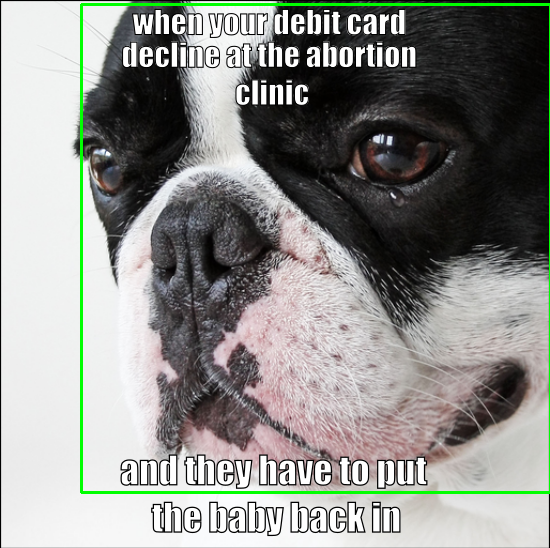 when your debit card
decline at the abortion
clinic
and they have to put
the baby back in